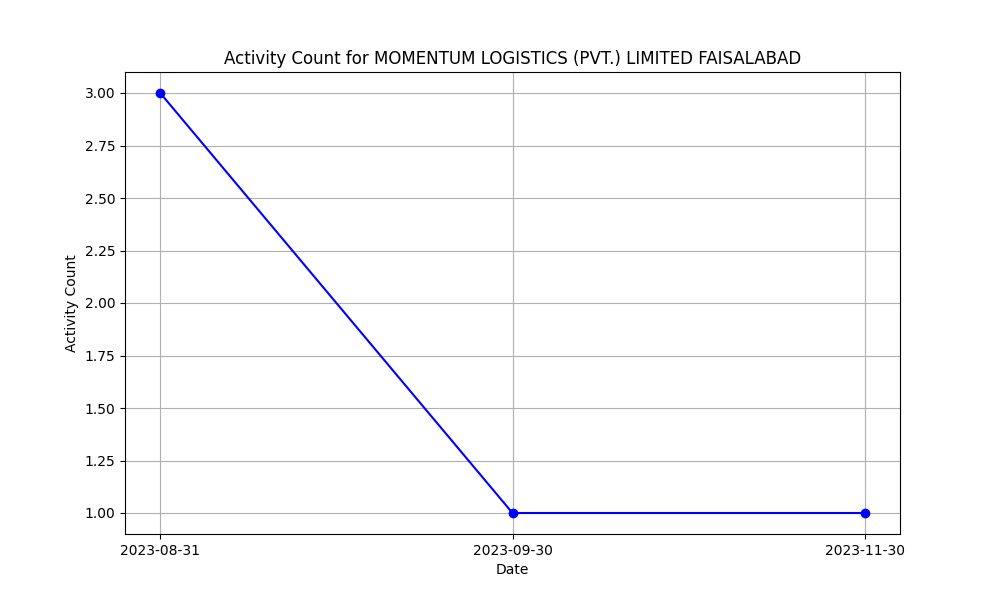 Activity Count for MOMENTUM LOGISTICS (PVT.) LIMITED FAISALABAD
3.00
2.75
2.50
2.25
2.00
1.75
1.50
1.25
1.00
Activity Count
2023-08-31 2023-09-30 2023-11-30
Date